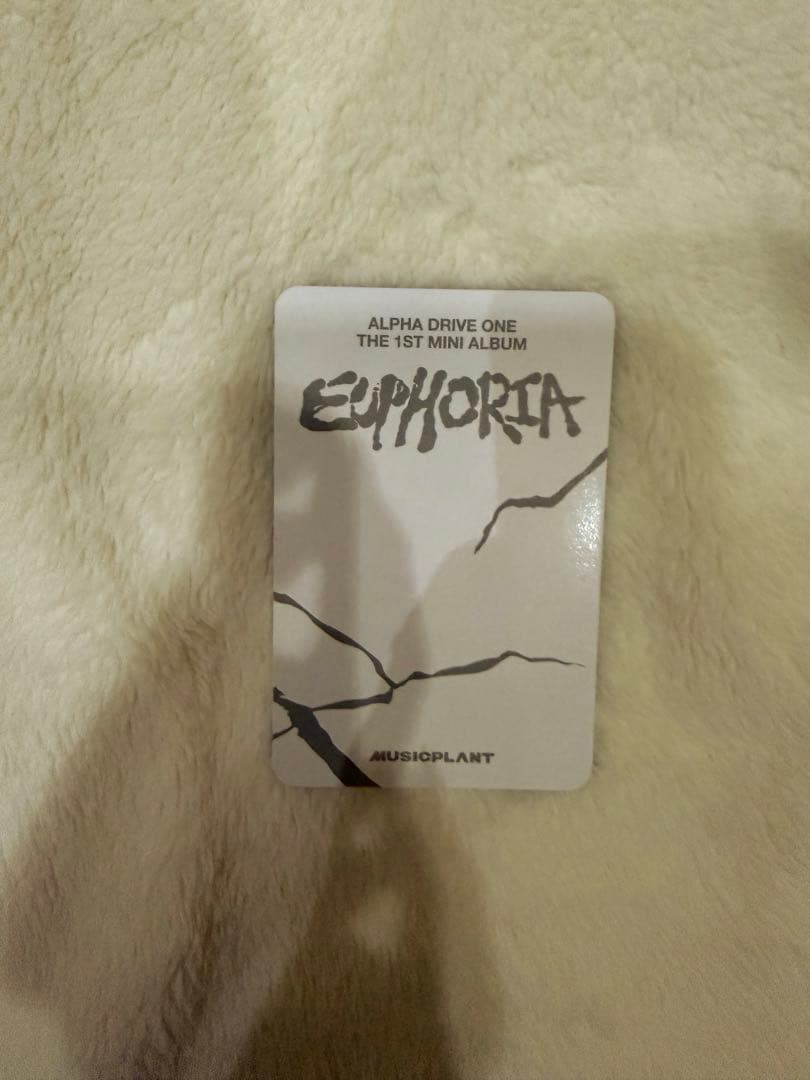 ALPHA DRIVE ONE
THE 1ST MINI ALBUM
EUPHORIA
MUSICPLANT